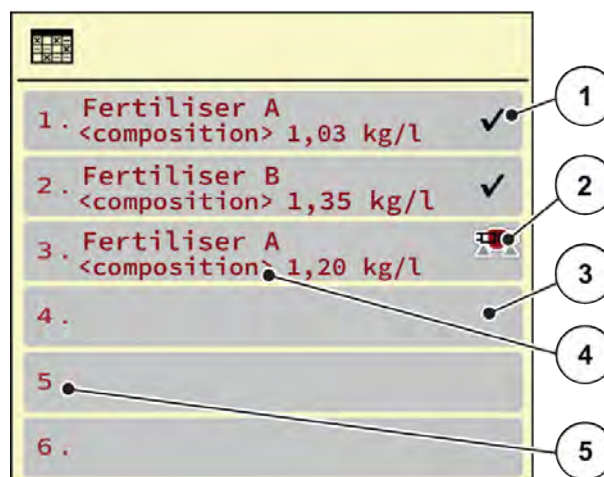 1. Fertiliser A
<composition> 1,03 kg/l
2. Fertiliser B
<composition> 1,35 kg/l
3. Fertiliser A
<composition> 1,20 kg/l
4.
5
6.
1
2
3
4
5